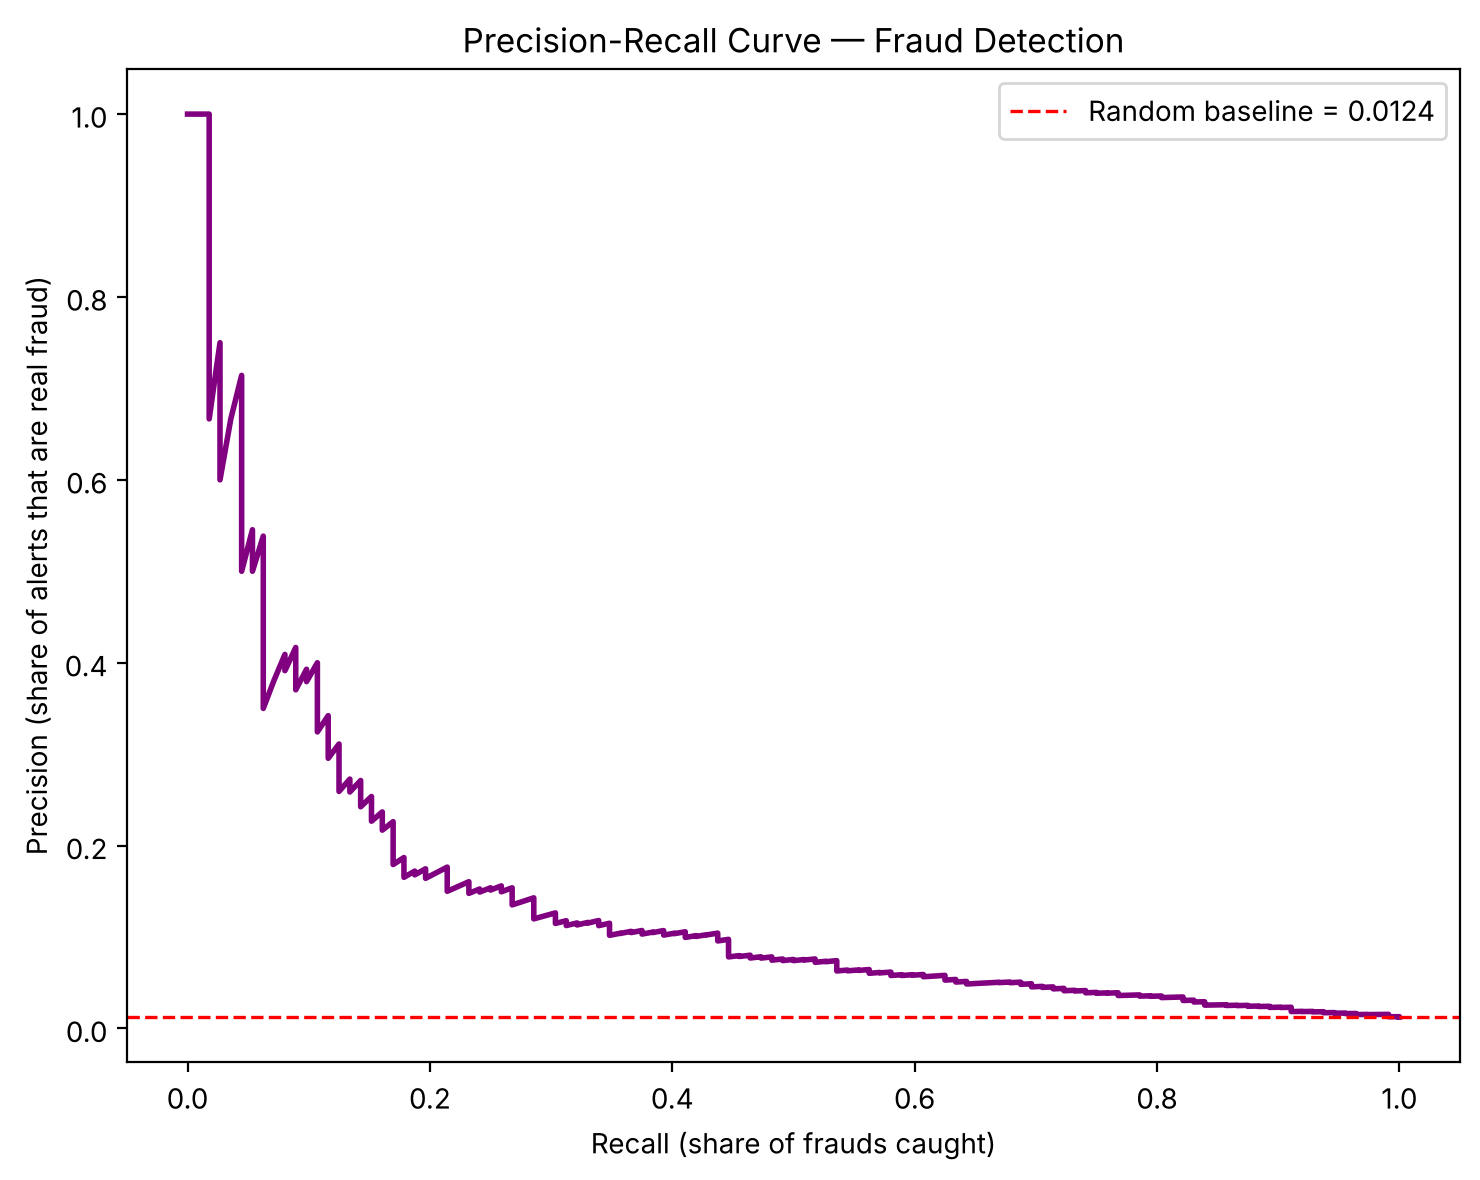 Precision-Recall Curve — Fraud Detection
Random baseline = 0.0124
Precision (share of alerts that are real fraud)
1.0
0.8
0.6
0.4
0.2
0.0
0.0 0.2 0.4 0.6 0.8 1.0
Recall (share of frauds caught)